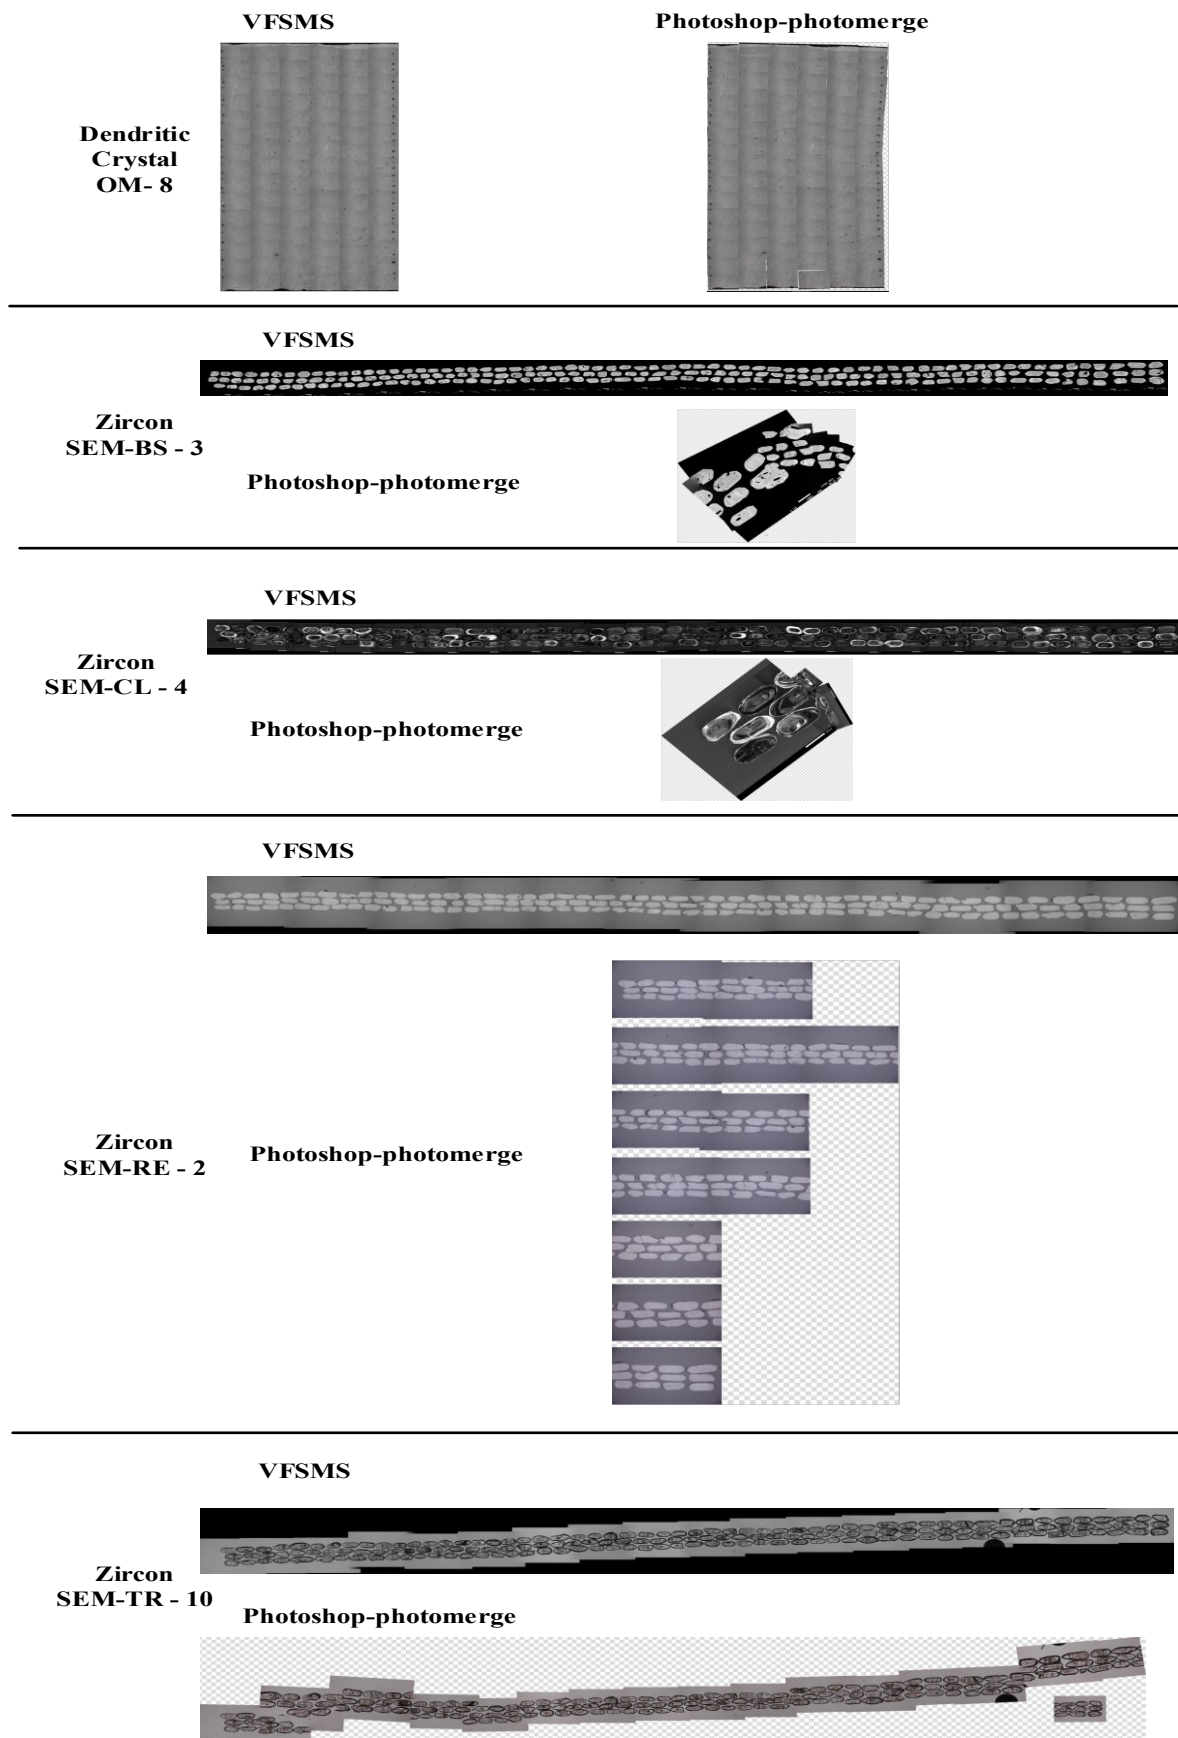 VFSMS
Photoshop-photomerge
Dendritic
Crystal
OM- 8
VFSMS
Zircon
SEM-BS - 3
Photoshop-photomerge
VFSMS
Zircon
SEM-CL - 4
Photoshop-photomerge
VFSMS
Zircon
SEM-RE - 2
Photoshop-photomerge
VFSMS
Zircon
SEM-TR - 10
Photoshop-photomerge